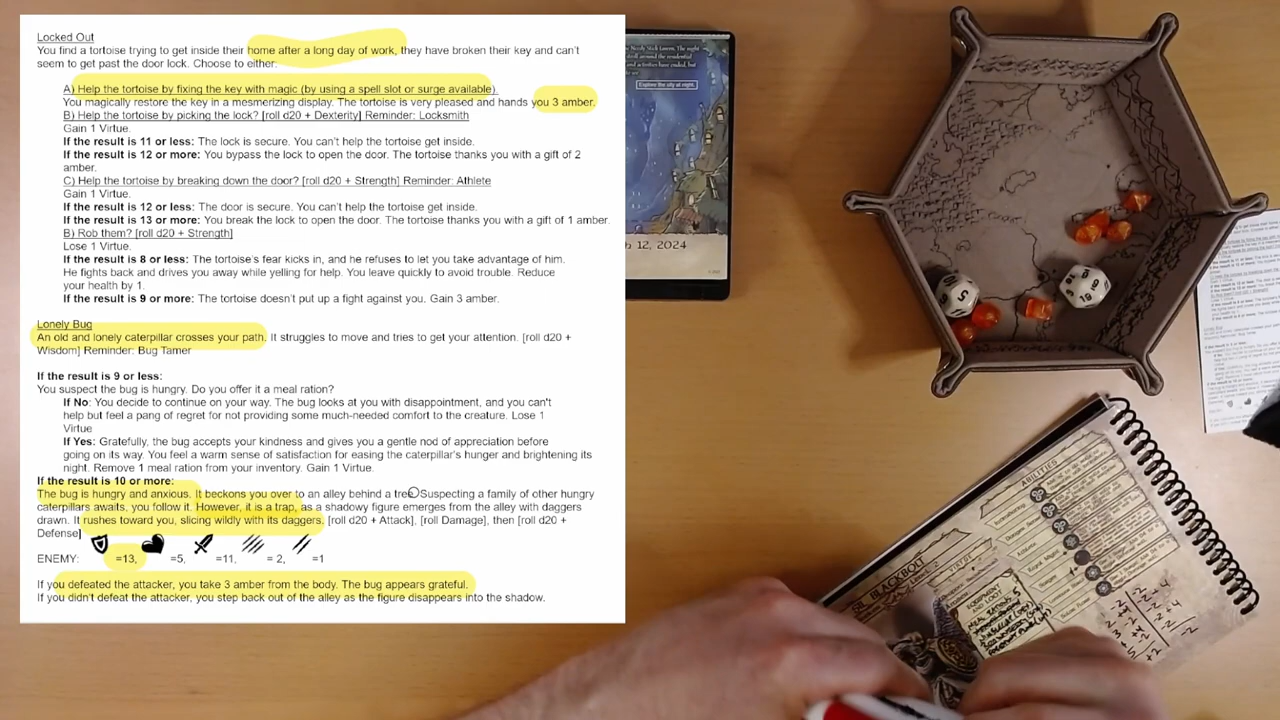 Locked Out
You find a tortoise trying to get inside their home after a long day of work, they have broken their key and can't
seem to get past the door lock. Choose to either:
A) Help the tortoise by fixing the key with magic (by using a spell slot or surge available).
You magically restore the key in a mesmerizing display. The tortoise is very pleased and hands you 3 amber.
B) Help the tortoise by picking the lock? [roll d20 + Dexterity] Reminder: Locksmith
Gain 1 Virtue.
If the result is 11 or less: The lock is secure. You can't help the tortoise get inside.
If the result is 12 or more: You bypass the lock to open the door. The tortoise thanks you with a gift of 2
amber.
C) Help the tortoise by breaking down the door? [roll d20 + Strength] Reminder: Athlete
Gain 1 Virtue.
If the result is 12 or less: The door is secure. You can't help the tortoise get inside.
If the result is 13 or more: You break the lock to open the door. The tortoise thanks you with a gift of 1 amber.
B) Rob them? [roll d20 + Strength]
Lose 1 Virtue.
If the result is 8 or less: The tortoise's fear kicks in, and he refuses to let you take advantage of him.
He fights back and drives you away while yelling for help. You leave quickly to avoid trouble. Reduce
your health by 1.
If the result is 9 or more: The tortoise doesn't put up a fight against you. Gain 3 amber.
Lonely Bug
An old and lonely caterpillar crosses your path. It struggles to move and tries to get your attention. [roll d20 +
Wisdom] Reminder: Bug Tamer
If the result is 9 or less:
You suspect the bug is hungry. Do you offer it a meal ration?
If No: You decide to continue on your way. The bug looks at you with disappointment, and you can't
help but feel a pang of regret for not providing some much-needed comfort to the creature. Lose 1
Virtue
If Yes: Gratefully, the bug accepts your kindness and gives you a gentle nod of appreciation before
going on its way. You feel a warm sense of satisfaction for easing the caterpillar's hunger and brightening its
night. Remove 1 meal ration from your inventory. Gain 1 Virtue.
If the result is 10 or more:
The bug is hungry and anxious. It beckons you over to an alley behind a tree Suspecting a family of other hungry
caterpillars awaits, you follow it. However, it is a trap, as a shadowy figure emerges from the alley with daggers
drawn. It rushes toward you, slicing wildly with its daggers. [roll d20 + Attack], [roll Damage], then [roll d20 +
Defense]
ENEMY: =13, =5, =11, = 2, =1
If you defeated the attacker, you take 3 amber from the body. The bug appears grateful.
If you didn't defeat the attacker, you step back out of the alley as the figure disappears into the shadow.
Explore the city at night.
12, 2024
ABILITIES
SIL BLACKBOLT
VIRTUE